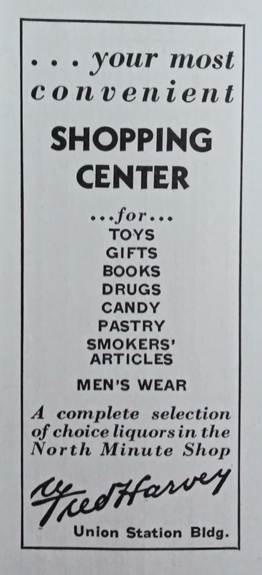 ...your most
convenient
SHOPPING
CENTER
...for...
TOYS
GIFTS
BOOKS
DRUGS
CANDY
PASTRY
SMOKERS'
ARTICLES
MEN'S WEAR
A complete selection
of choice liquors in the
North Minute Shop
Fred Harvey
Union Station Bldg.